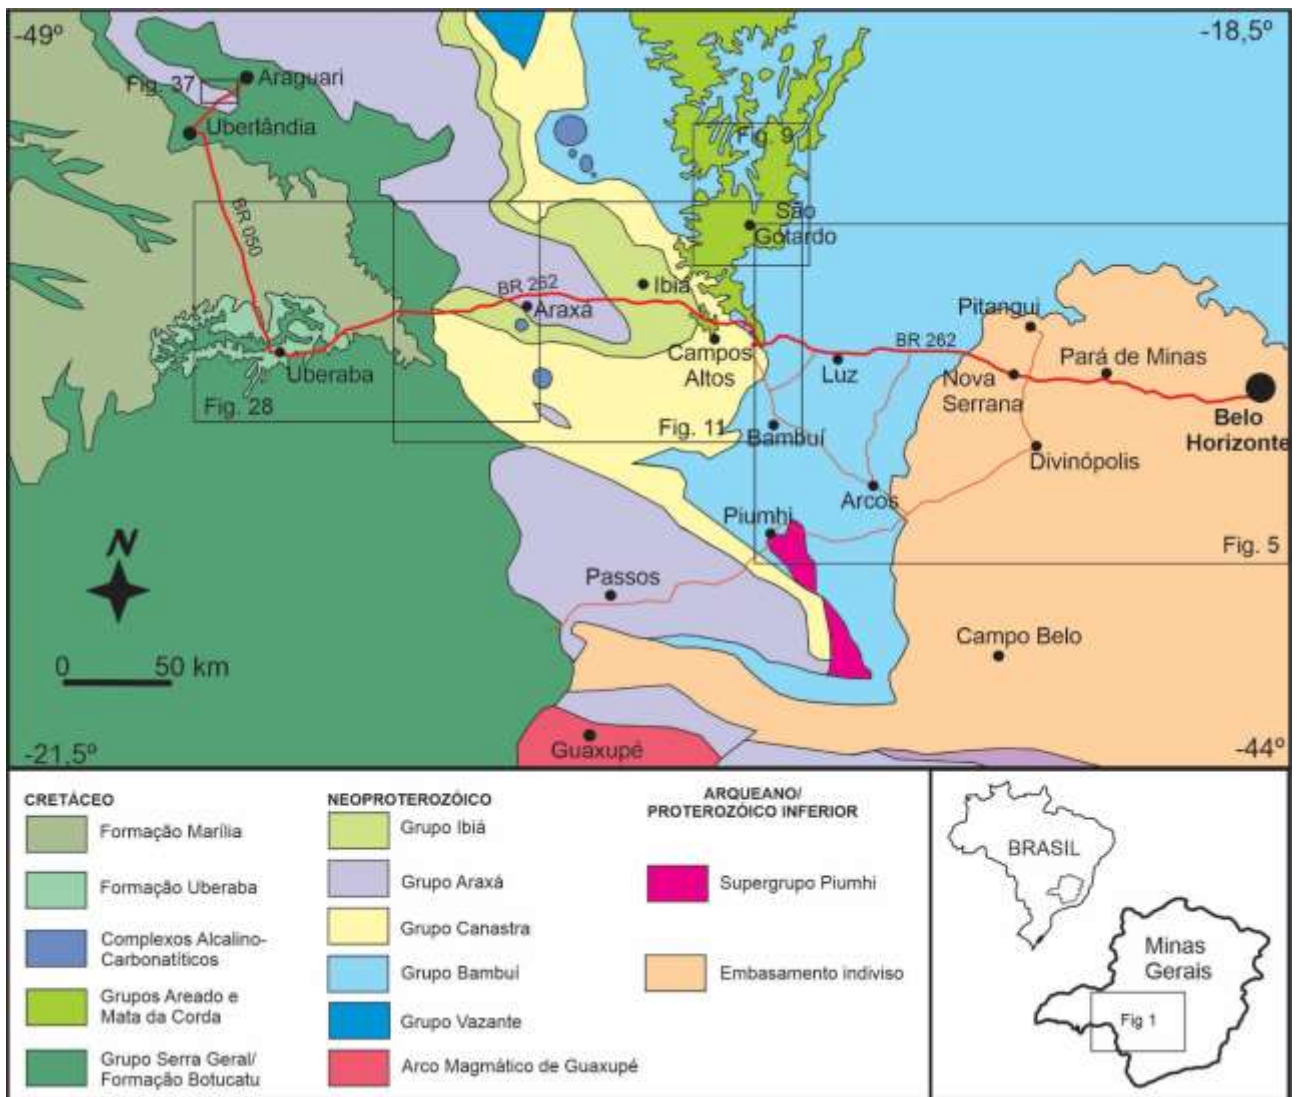 -49º
-18,5º
Fig. 37
Araguari
Uberlândia
Fig. 9
São
Gotardo
BR 050
BR 262
Ibiá
Araxá
Pitangui
Campos
Altos
BR 262
Luz
Pará de Minas
Nova
Serrana
Uberaba
Belo
Horizonte
Fig. 28
Fig. 11
Bambuí
Divinópolis
Arcos
Piumhi
Fig. 5
N
Passos
Campo Belo
0 50 km
Guaxupé
-21,5º
-44º
CRETÁCEO
Formação Marília
Formação Uberaba
Complexos Alcalino-
Carbonatíticos
Grupos Areado e
Mata da Corda
Grupo Serra Geral/
Formação Botucatu
NEOPROTEROZÓICO
Grupo Ibiá
Grupo Araxá
Grupo Canastra
Grupo Bambuí
Grupo Vazante
Arco Magmático de Guaxupé
ARQUEANO/
PROTEROZÓICO INFERIOR
Supergrupo Piumhi
Embasamento indiviso
BRASIL
Minas
Gerais
Fig 1